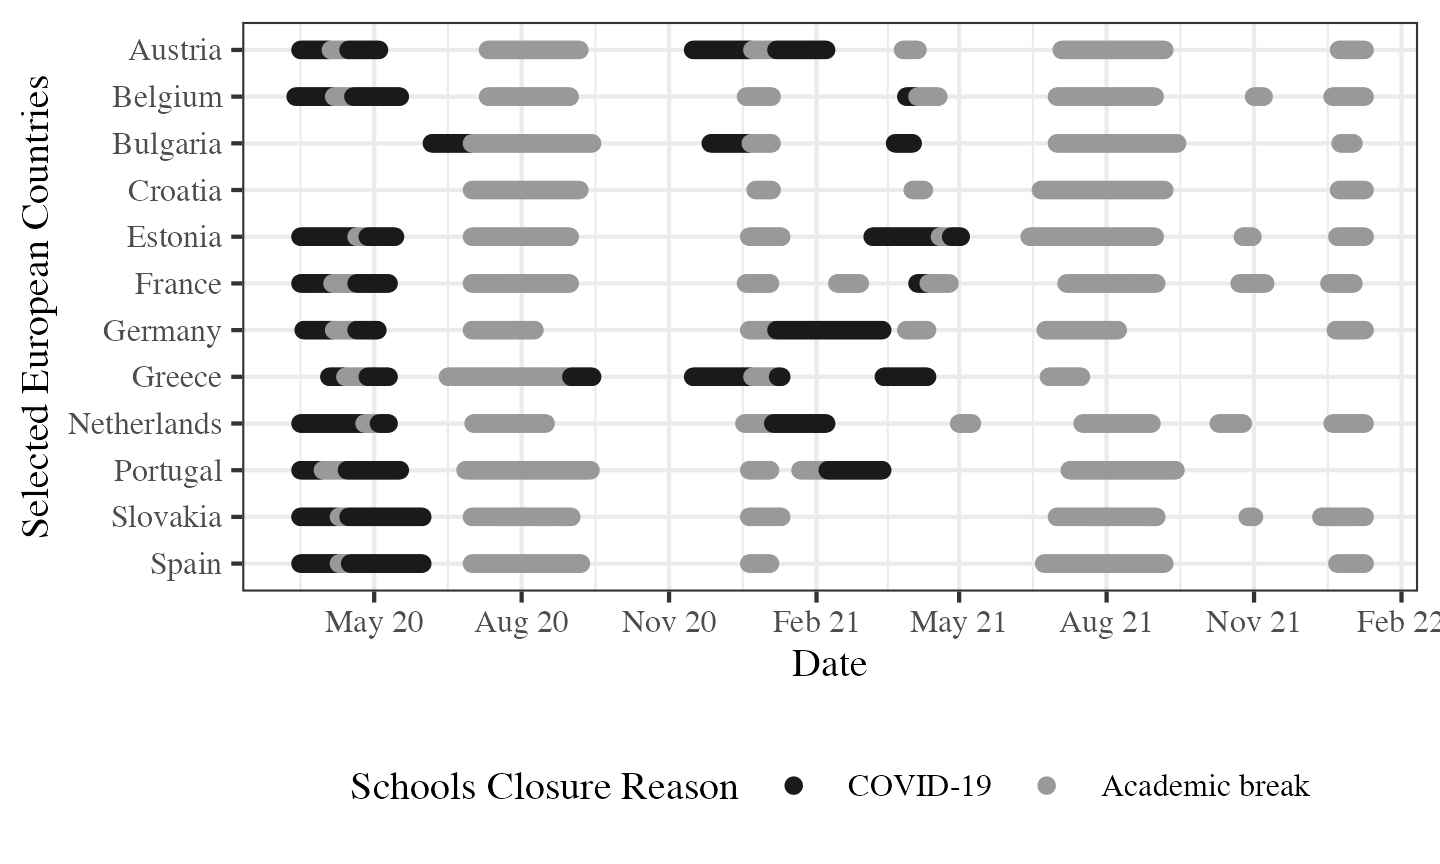 Selected European Countries
Austria
Belgium
Bulgaria
Croatia
Estonia
France
Germany
Greece
Netherlands
Portugal
Slovakia
Spain
May 20 Aug 20 Nov 20 Feb 21 May 21 Aug 21 Nov 21 Feb 22
Date
Schools Closure Reason COVID-19 Academic break